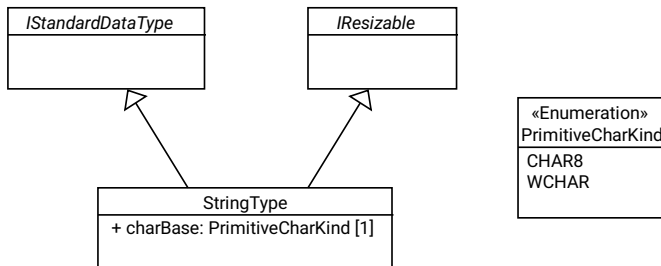 IStandardDataType
IResizable
«Enumeration»
PrimitiveCharKind
CHAR8
WCHAR
StringType
+ charBase: PrimitiveCharKind [1]